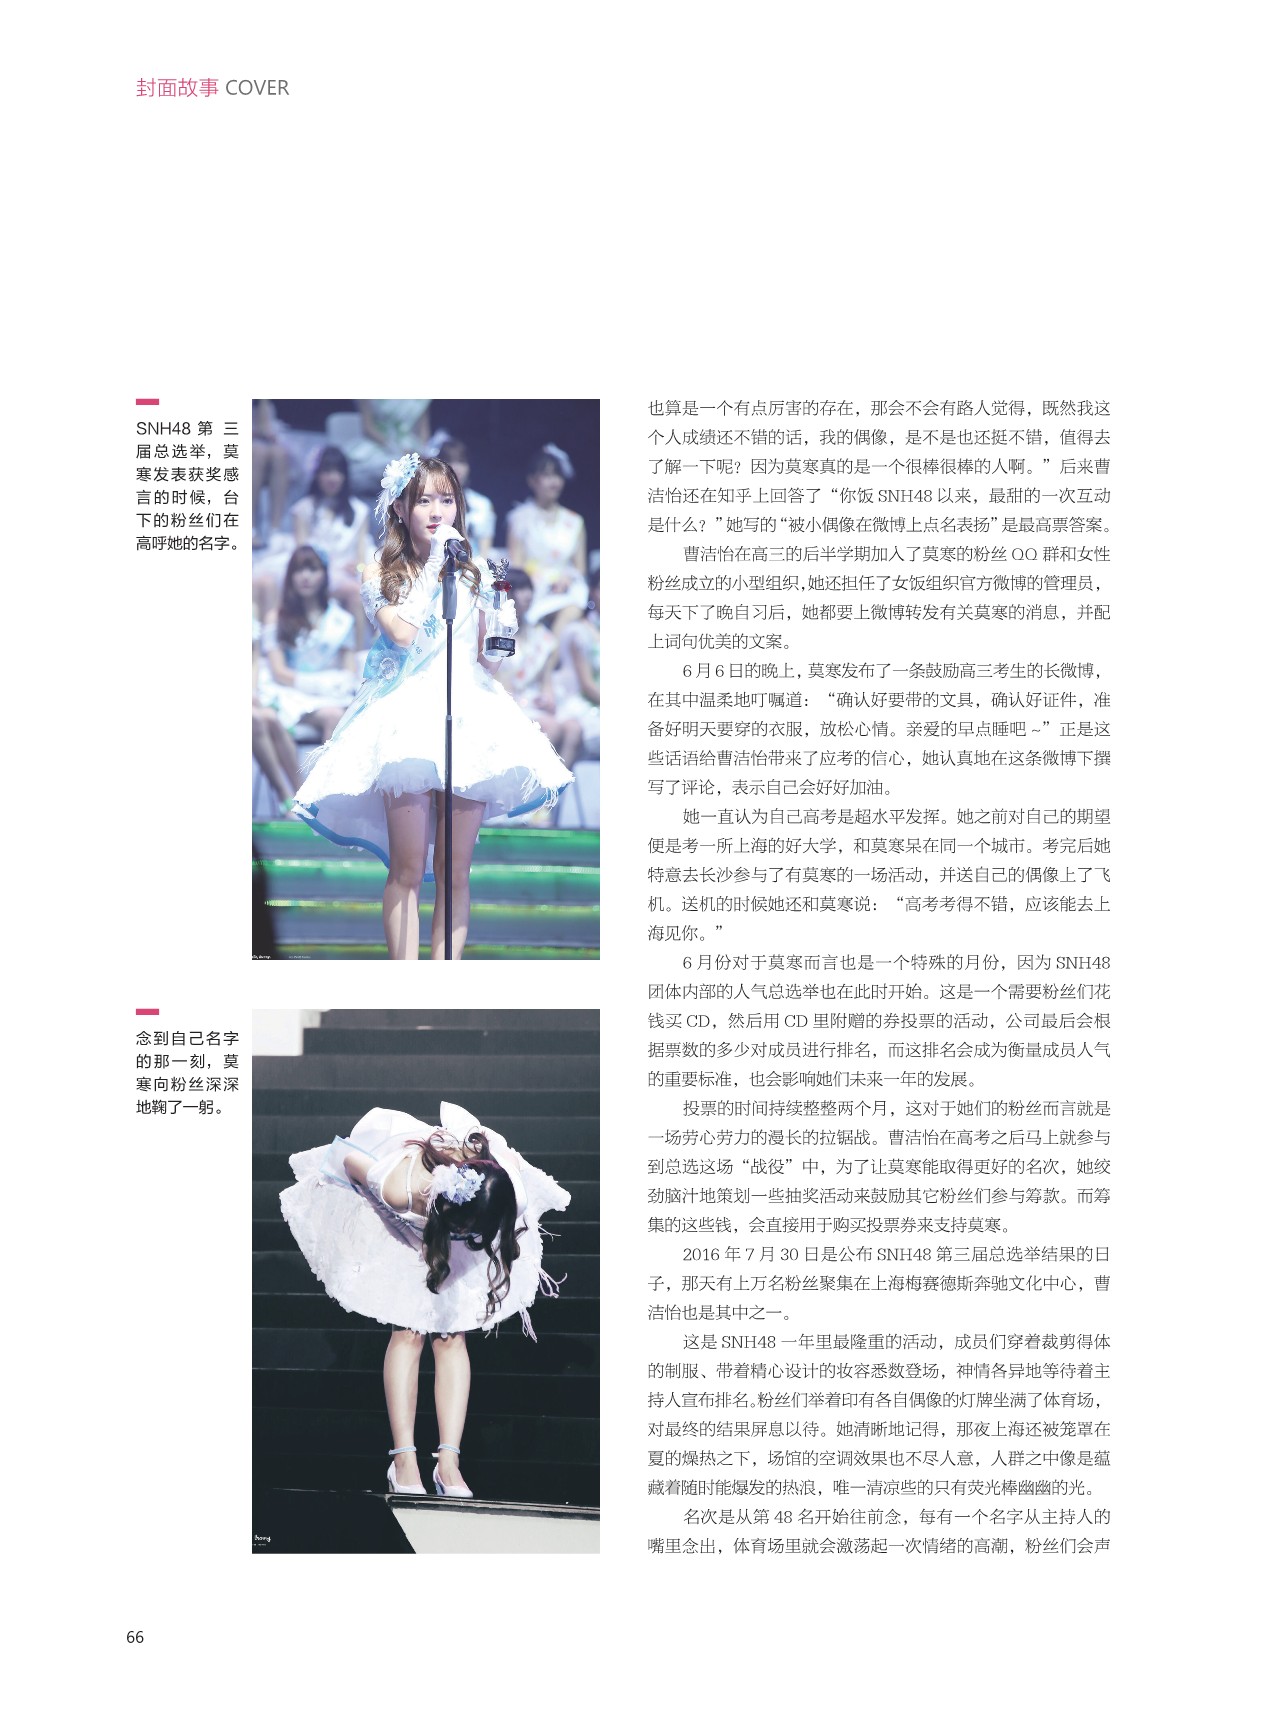 封面故事 COVER
SNH48 第 三
届总选举，莫
寒发表获奖感
言的时候，台
下的粉丝们在
高呼她的名字。
念到自己名字
的那一刻，莫
寒向粉丝深深
地鞠了一躬。
也算是一个有点厉害的存在，那会不会有路人觉得，既然我这
个人成绩还不错的话，我的偶像，是不是也还挺不错，值得去
了解一下呢？因为莫寒真的是一个很棒很棒的人啊。”后来曹
洁怡还在知乎上回答了“你饭 SNH48 以来，最甜的一次互动
是什么？”她写的“被小偶像在微博上点名表扬”是最高票答案。
曹洁怡在高三的后半学期加入了莫寒的粉丝 QQ 群和女性
粉丝成立的小型组织，她还担任了女饭组织官方微博的管理员，
每天下了晚自习后，她都要上微博转发有关莫寒的消息，并配
上词句优美的文案。
6 月 6 日的晚上，莫寒发布了一条鼓励高三考生的长微博，
在其中温柔地叮嘱道：“确认好要带的文具，确认好证件，准
备好明天要穿的衣服，放松心情。亲爱的早点睡吧 ~”正是这
些话语给曹洁怡带来了应考的信心，她认真地在这条微博下撰
写了评论，表示自己会好好加油。
她一直认为自己高考是超水平发挥。她之前对自己的期望
便是考一所上海的好大学，和莫寒呆在同一个城市。考完后她
特意去长沙参与了有莫寒的一场活动，并送自己的偶像上了飞
机。送机的时候她还和莫寒说：“高考考得不错，应该能去上
海见你。”
6 月份对于莫寒而言也是一个特殊的月份，因为 SNH48
团体内部的人气总选举也在此时开始。这是一个需要粉丝们花
钱买 CD，然后用 CD 里附赠的券投票的活动，公司最后会根
据票数的多少对成员进行排名，而这排名会成为衡量成员人气
的重要标准，也会影响她们未来一年的发展。
投票的时间持续整整两个月，这对于她们的粉丝而言就是
一场劳心劳力的漫长的拉锯战。曹洁怡在高考之后马上就参与
到总选这场“战役”中，为了让莫寒能取得更好的名次，她绞
劲脑汁地策划一些抽奖活动来鼓励其它粉丝们参与筹款。而筹
集的这些钱，会直接用于购买投票券来支持莫寒。
2016 年 7 月 30 日是公布 SNH48 第三届总选举结果的日
子，那天有上万名粉丝聚集在上海梅赛德斯奔驰文化中心，曹
洁怡也是其中之一。
这是 SNH48 一年里最隆重的活动，成员们穿着裁剪得体
的制服、带着精心设计的妆容悉数登场，神情各异地等待着主
持人宣布排名。粉丝们举着印有各自偶像的灯牌坐满了体育场，
对最终的结果屏息以待。她清晰地记得，那夜上海还被笼罩在
夏的燥热之下，场馆的空调效果也不尽人意，人群之中像是蕴
藏着随时能爆发的热浪，唯一清凉些的只有荧光棒幽幽的光。
名次是从第 48 名开始往前念，每有一个名字从主持人的
嘴里念出，体育场里就会激荡起一次情绪的高潮，粉丝们会声
66